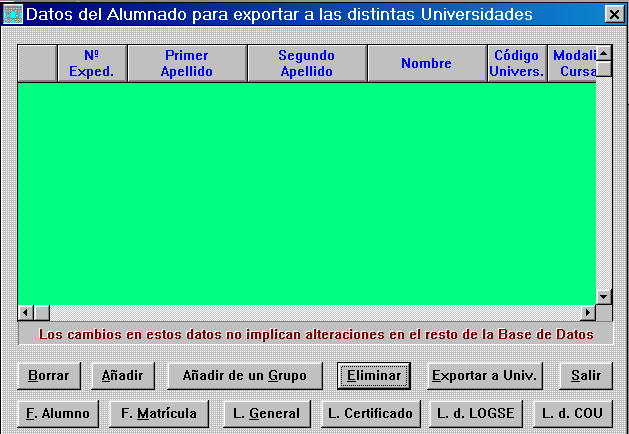 Datos del Alumnado para exportar a las distintas Universidades
Nº Exped. Primer Apellido Segundo Apellido Nombre Código Univers. Modali Cursa
Los cambios en estos datos no implican alteraciones en el resto de la Base de Datos
Borrar Añadir Añadir de un Grupo Eliminar Exportar a Univ. Salir
F. Alumno F. Matrícula L. General L. Certificado L. d. LOGSE L. d. COU